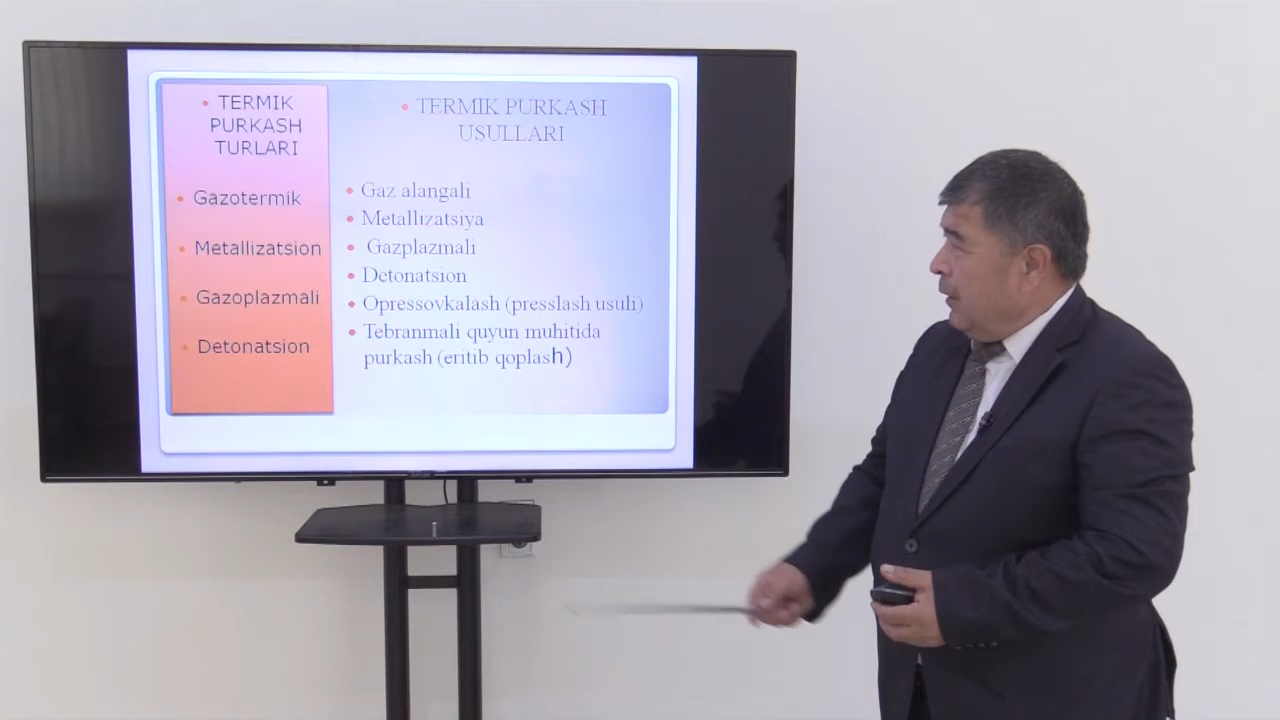 • TERMIK
PURKASH
TURLARI
• Gazotermik
• Metallizatsion
• Gazoplazmali
• Detonatsion
• TERMIK PURKASH
USULLARI
• Gaz alangali
• Metallizatsiya
• Gazplazmali
• Detonatsion
• Opressovkalash (presslash usuli)
• Tebranmali quyun muhitida
purkash (eritib qoplash)